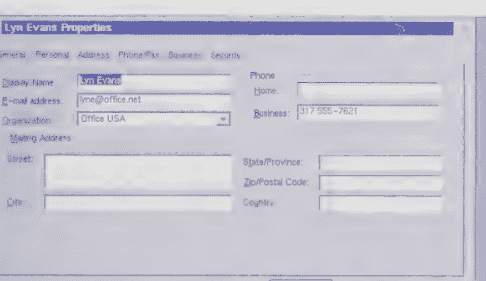 Lyn Evans Properties
General Personal Address Phone/Fax Business Security
Display Name: Lyn Evans
E-mail address: lyne@office.net
Organization: Office USA
Phone
Home:
Business: 317 555-7621
Mailing Address
Street:
City:
State/Province:
Zip/Postal Code:
Country: